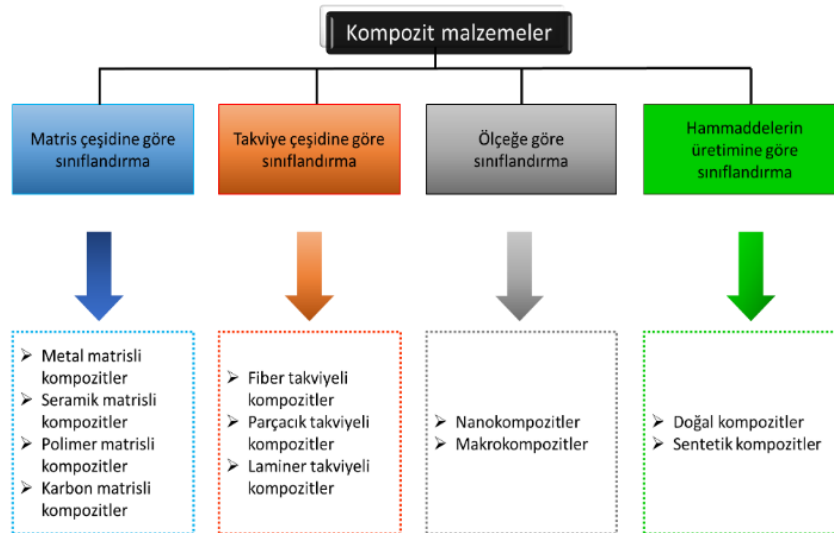 Kompozit malzemeler
Matris çeşidine göre
sınıflandırma
Takviye çeşidine göre
sınıflandırma
Ölçeğe göre
sınıflandırma
Hammaddelerin
üretimine göre
sınıflandırma
➢ Metal matrisli
kompozitler
➢ Seramik matrisli
kompozitler
➢ Polimer matrisli
kompozitler
➢ Karbon matrisli
kompozitler
➢ Fiber takviyeli
kompozitler
➢ Parçacık takviyeli
kompozitler
➢ Laminer takviyeli
kompozitler
➢ Nanokompozitler
➢ Makrokompozitler
➢ Doğal kompozitler
➢ Sentetik kompozitler